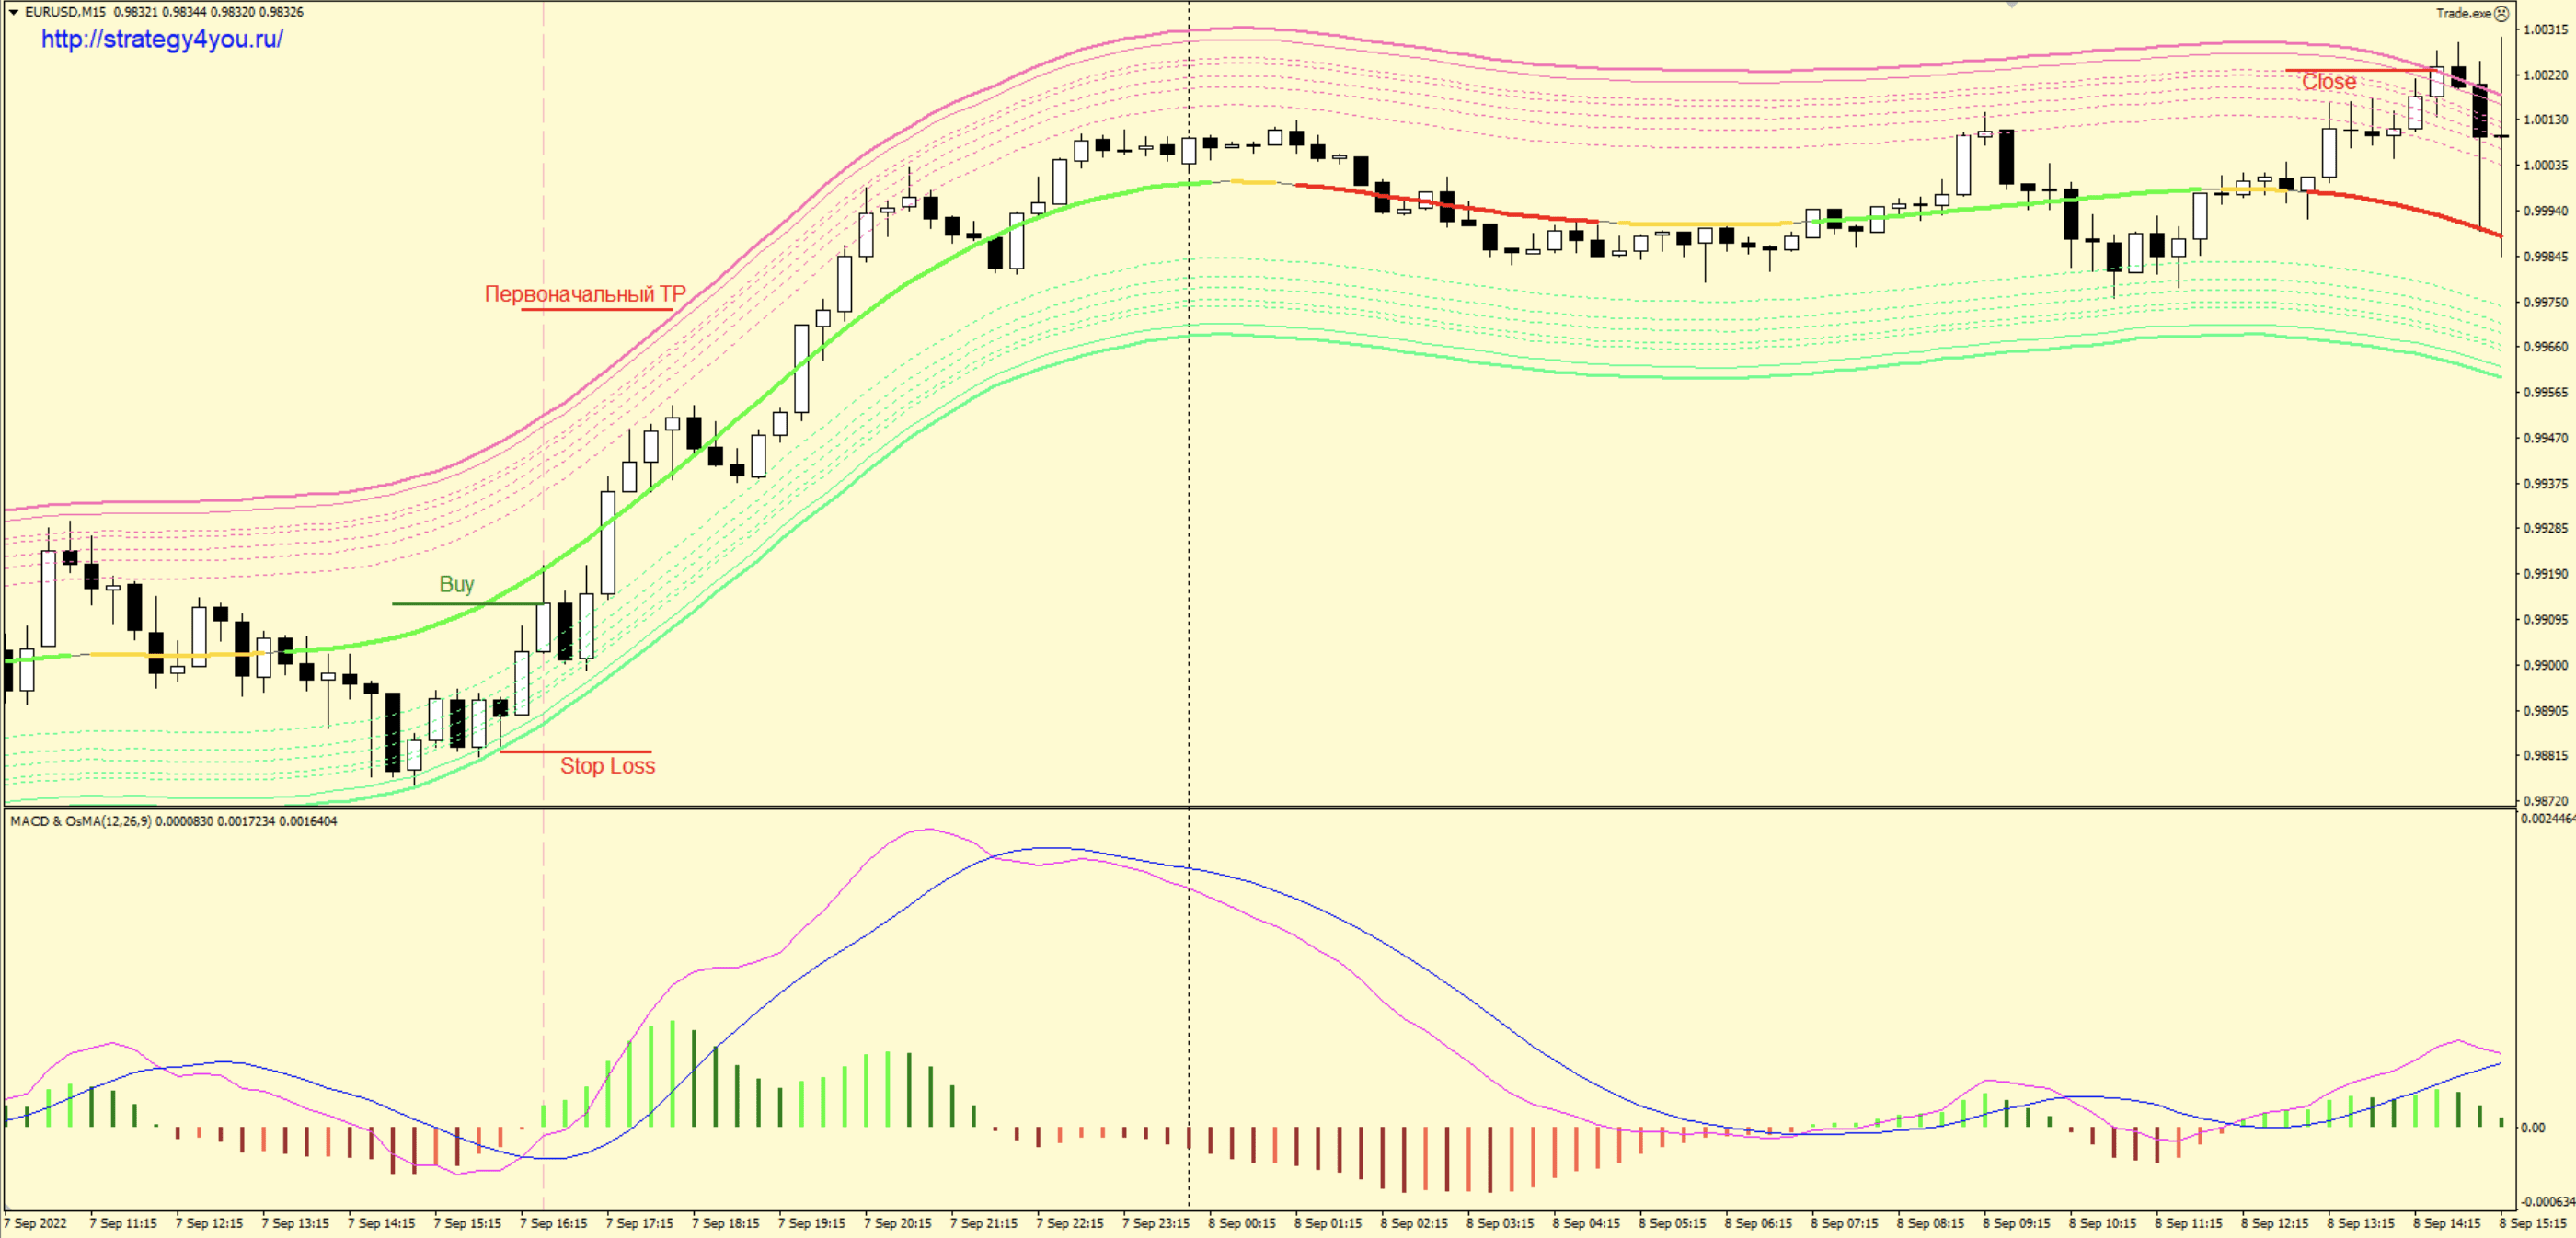 EURUSD,M15 0.98321 0.98344 0.98320 0.98326
Trade.exe
http://strategy4you.ru/
Первоначальный TP
Buy
Stop Loss
Close
1.00315
1.00220
1.00130
1.00035
0.99940
0.99845
0.99750
0.99660
0.99565
0.99470
0.99375
0.99285
0.99190
0.99095
0.99000
0.98905
0.98815
0.98720
MACD & OsMA(12,26,9) 0.0000830 0.0017234 0.0016404
0.0024464
0.00
-0.000634
7 Sep 2022 7 Sep 11:15 7 Sep 12:15 7 Sep 13:15 7 Sep 14:15 7 Sep 15:15 7 Sep 16:15 7 Sep 17:15 7 Sep 18:15 7 Sep 19:15 7 Sep 20:15 7 Sep 21:15 7 Sep 22:15 7 Sep 23:15 8 Sep 00:15 8 Sep 01:15 8 Sep 02:15 8 Sep 03:15 8 Sep 04:15 8 Sep 05:15 8 Sep 06:15 8 Sep 07:15 8 Sep 08:15 8 Sep 09:15 8 Sep 10:15 8 Sep 11:15 8 Sep 12:15 8 Sep 13:15 8 Sep 14:15 8 Sep 15:15